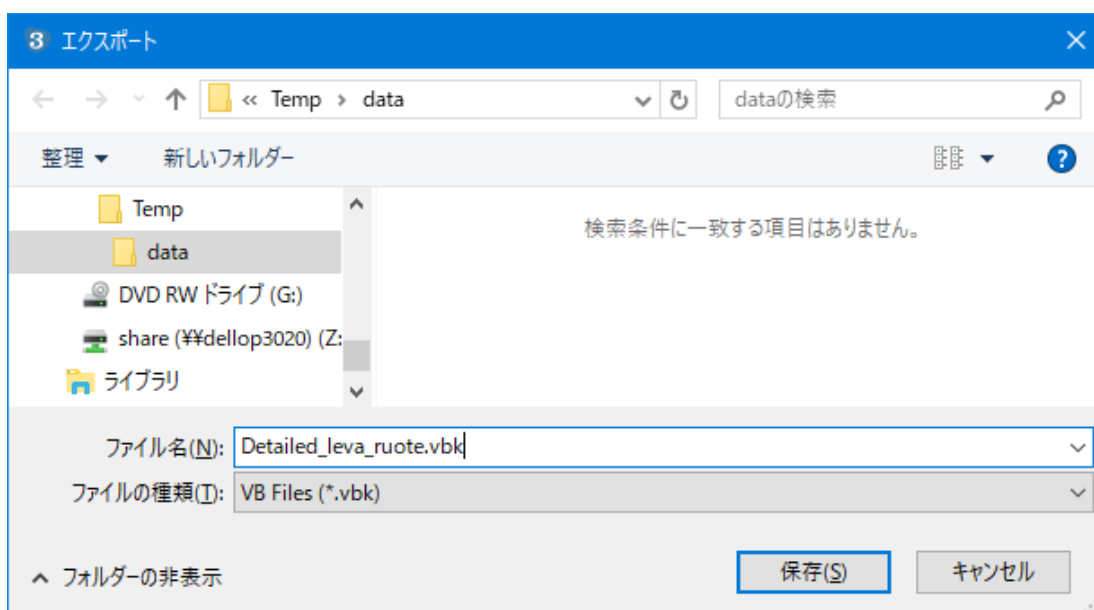 3 エクスポート
« Temp › data dataの検索
整理 新しいフォルダー ?
Temp
data
DVD RW ドライブ (G:)
share (¥¥dellop3020) (Z:
ライブラリ
検索条件に一致する項目はありません。
ファイル名(N): Detailed_leva_ruote.vbk
ファイルの種類(T): VB Files (*.vbk)
フォルダーの非表示 保存(S) キャンセル